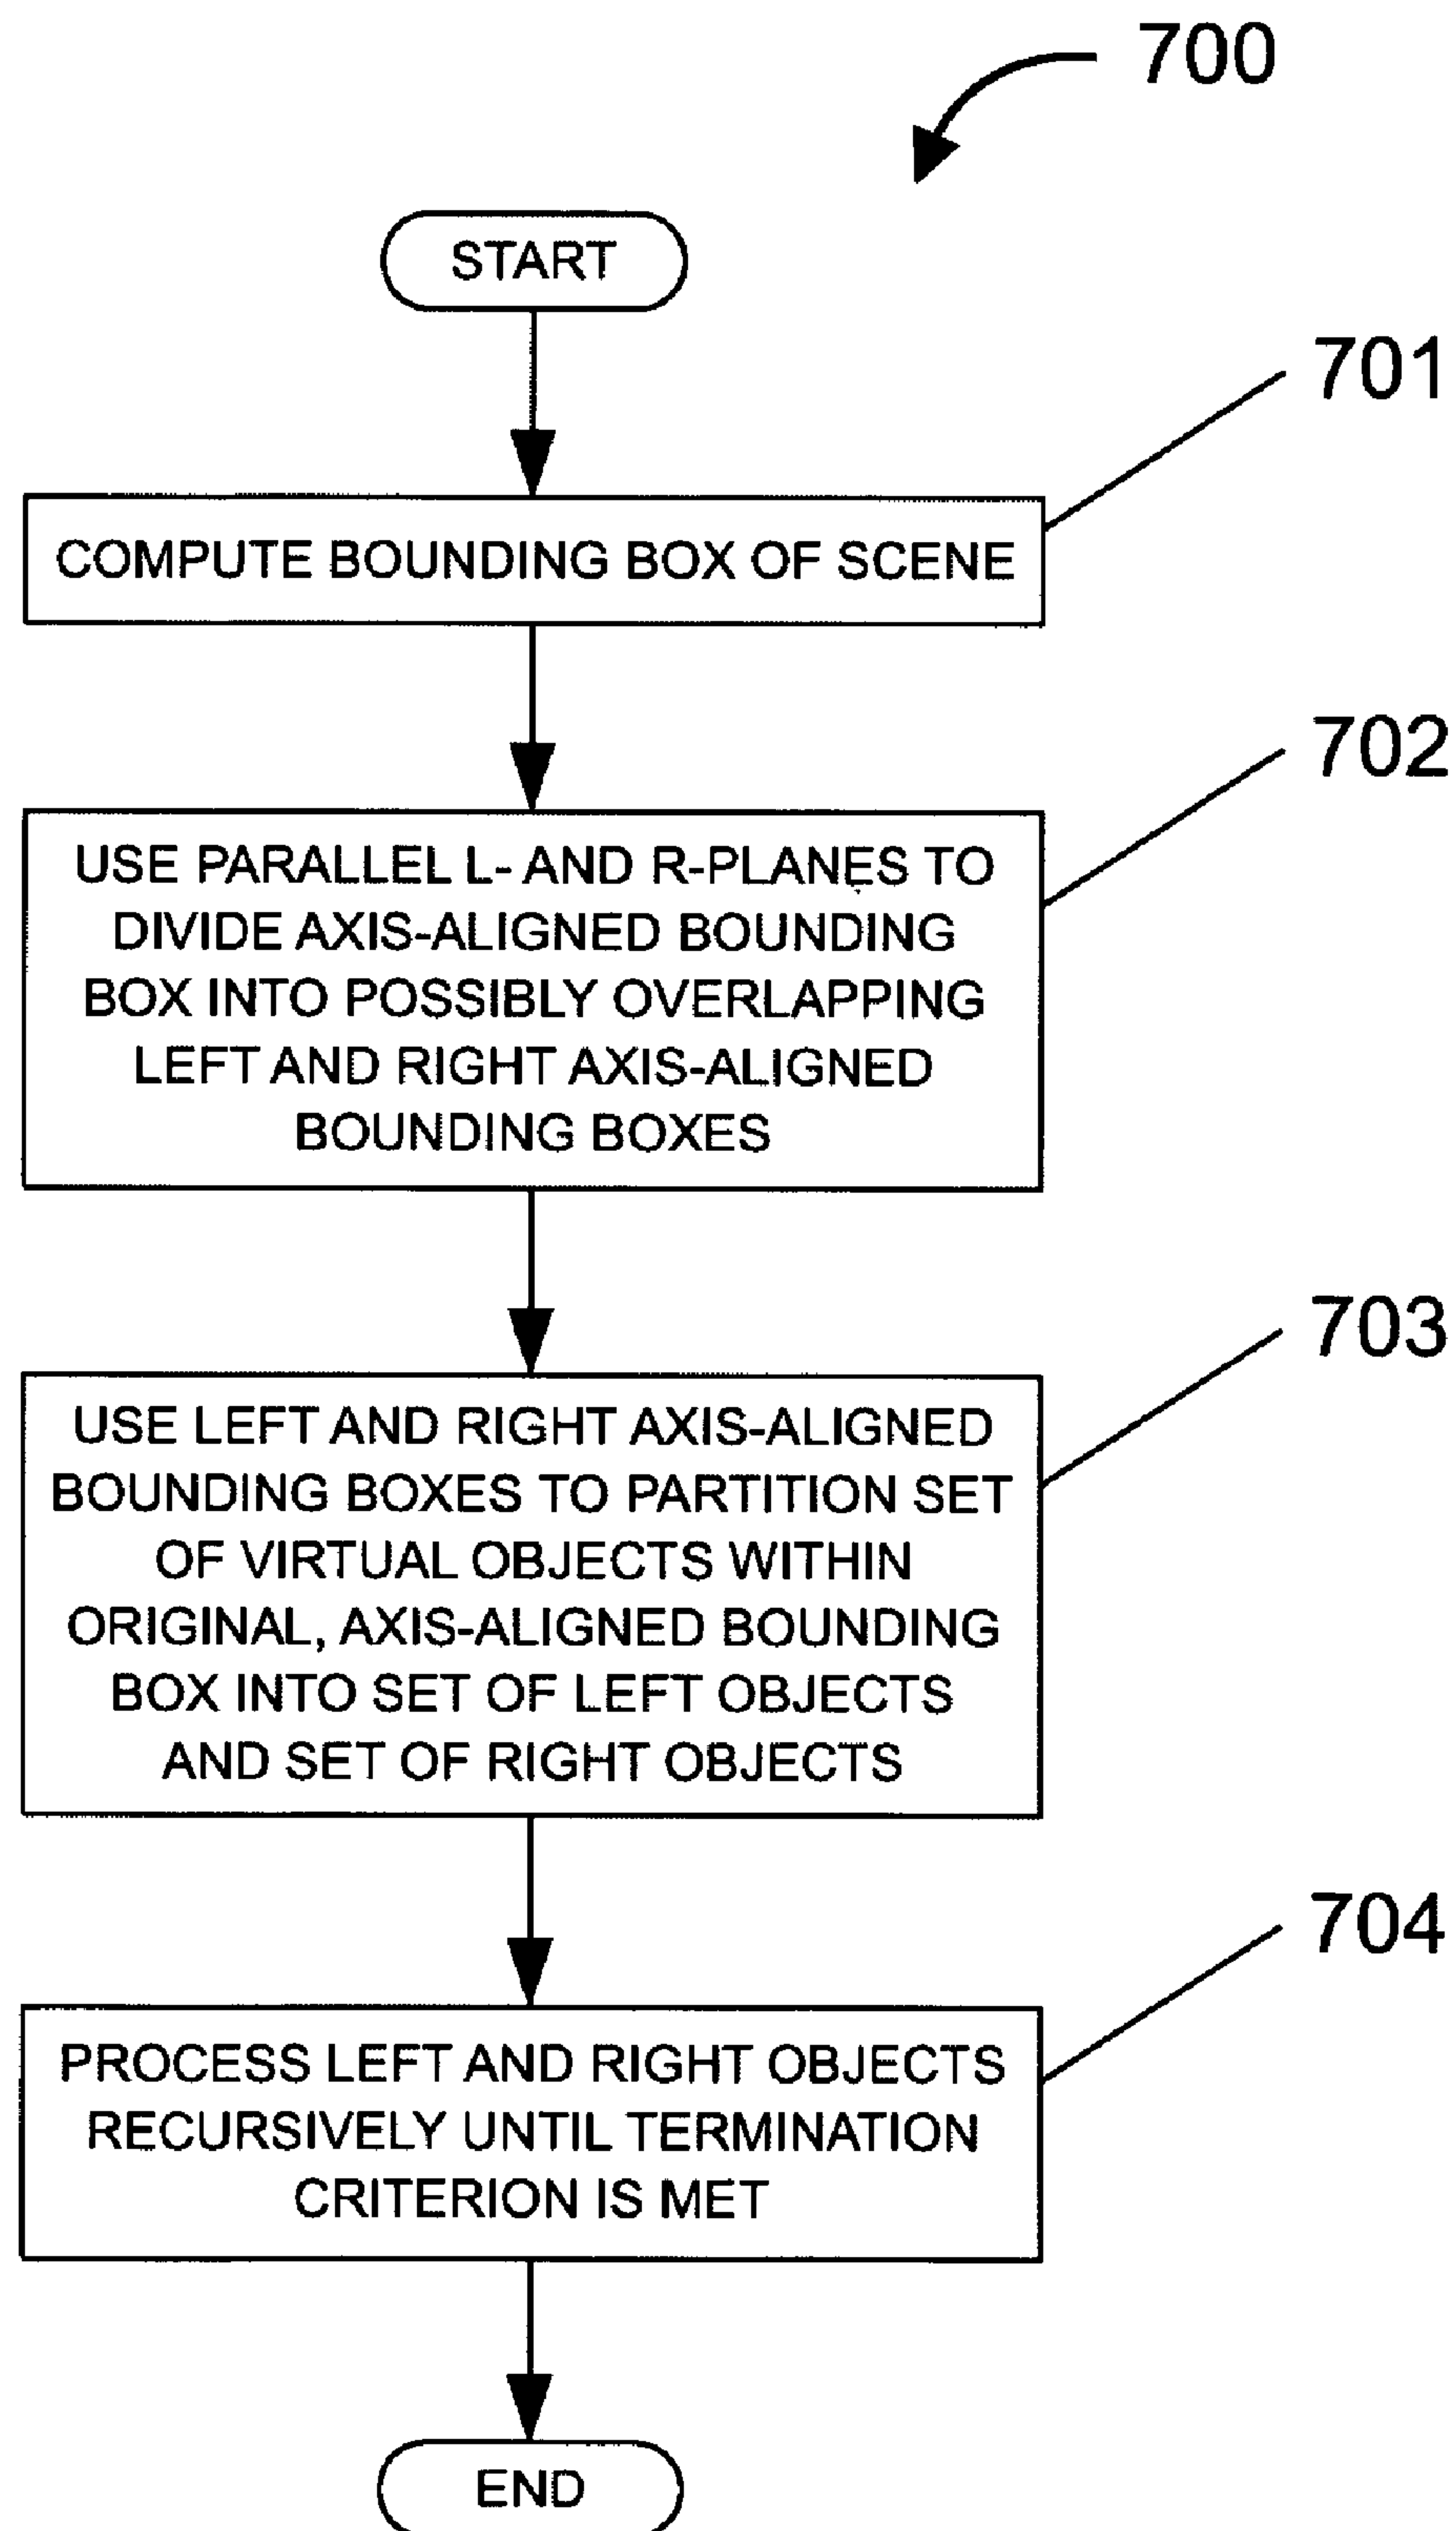 700
START
701
COMPUTE BOUNDING BOX OF SCENE
702
USE PARALLEL L- AND R-PLANES TO
DIVIDE AXIS-ALIGNED BOUNDING
BOX INTO POSSIBLY OVERLAPPING
LEFT AND RIGHT AXIS-ALIGNED
BOUNDING BOXES
703
USE LEFT AND RIGHT AXIS-ALIGNED
BOUNDING BOXES TO PARTITION SET
OF VIRTUAL OBJECTS WITHIN
ORIGINAL, AXIS-ALIGNED BOUNDING
BOX INTO SET OF LEFT OBJECTS
AND SET OF RIGHT OBJECTS
704
PROCESS LEFT AND RIGHT OBJECTS
RECURSIVELY UNTIL TERMINATION
CRITERION IS MET
END